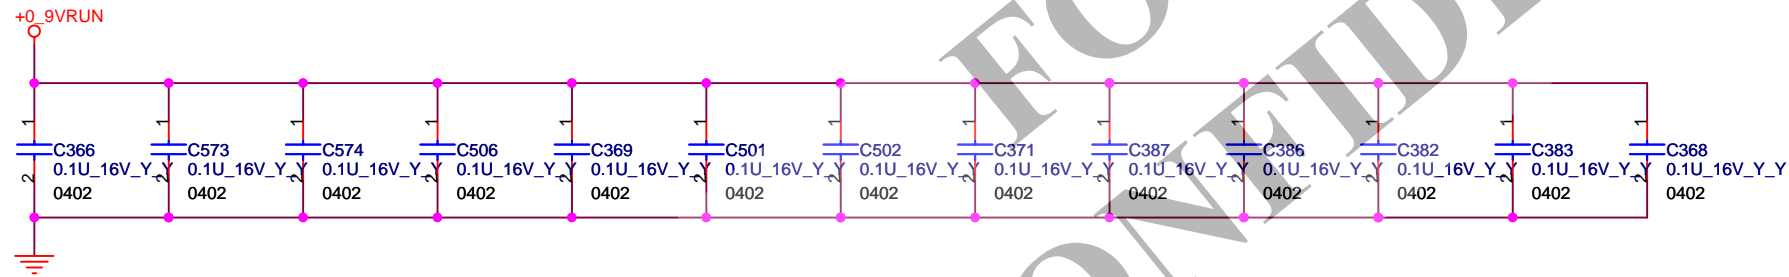 +0_9VRUN
FO
ONFIDE
1 1 1 1 1 1 1 1 1 1 1 1 1
C366 C573 C574 C506 C369 C501 C502 C371 C387 C386 C382 C383 C368
0.1U_16V_Y_Y 0.1U_16V_Y_Y 0.1U_16V_Y_Y 0.1U_16V_Y_Y 0.1U_16V_Y_Y 0.1U_16V_Y_Y 0.1U_16V_Y_Y 0.1U_16V_Y_Y 0.1U_16V_Y_Y 0.1U_16V_Y_Y 0.1U_16V_Y_Y 0.1U_16V_Y_Y 0.1U_16V_Y_Y
2 2 2 2 2 2 2 2 2 2 2 2 2
0402 0402 0402 0402 0402 0402 0402 0402 0402 0402 0402 0402 0402